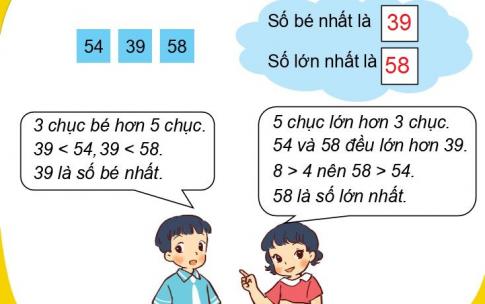 54 39 58
Số bé nhất là 39
Số lớn nhất là 58
3 chục bé hơn 5 chục.
39 < 54, 39 < 58.
39 là số bé nhất.
5 chục lớn hơn 3 chục.
54 và 58 đều lớn hơn 39.
8 > 4 nên 58 > 54.
58 là số lớn nhất.